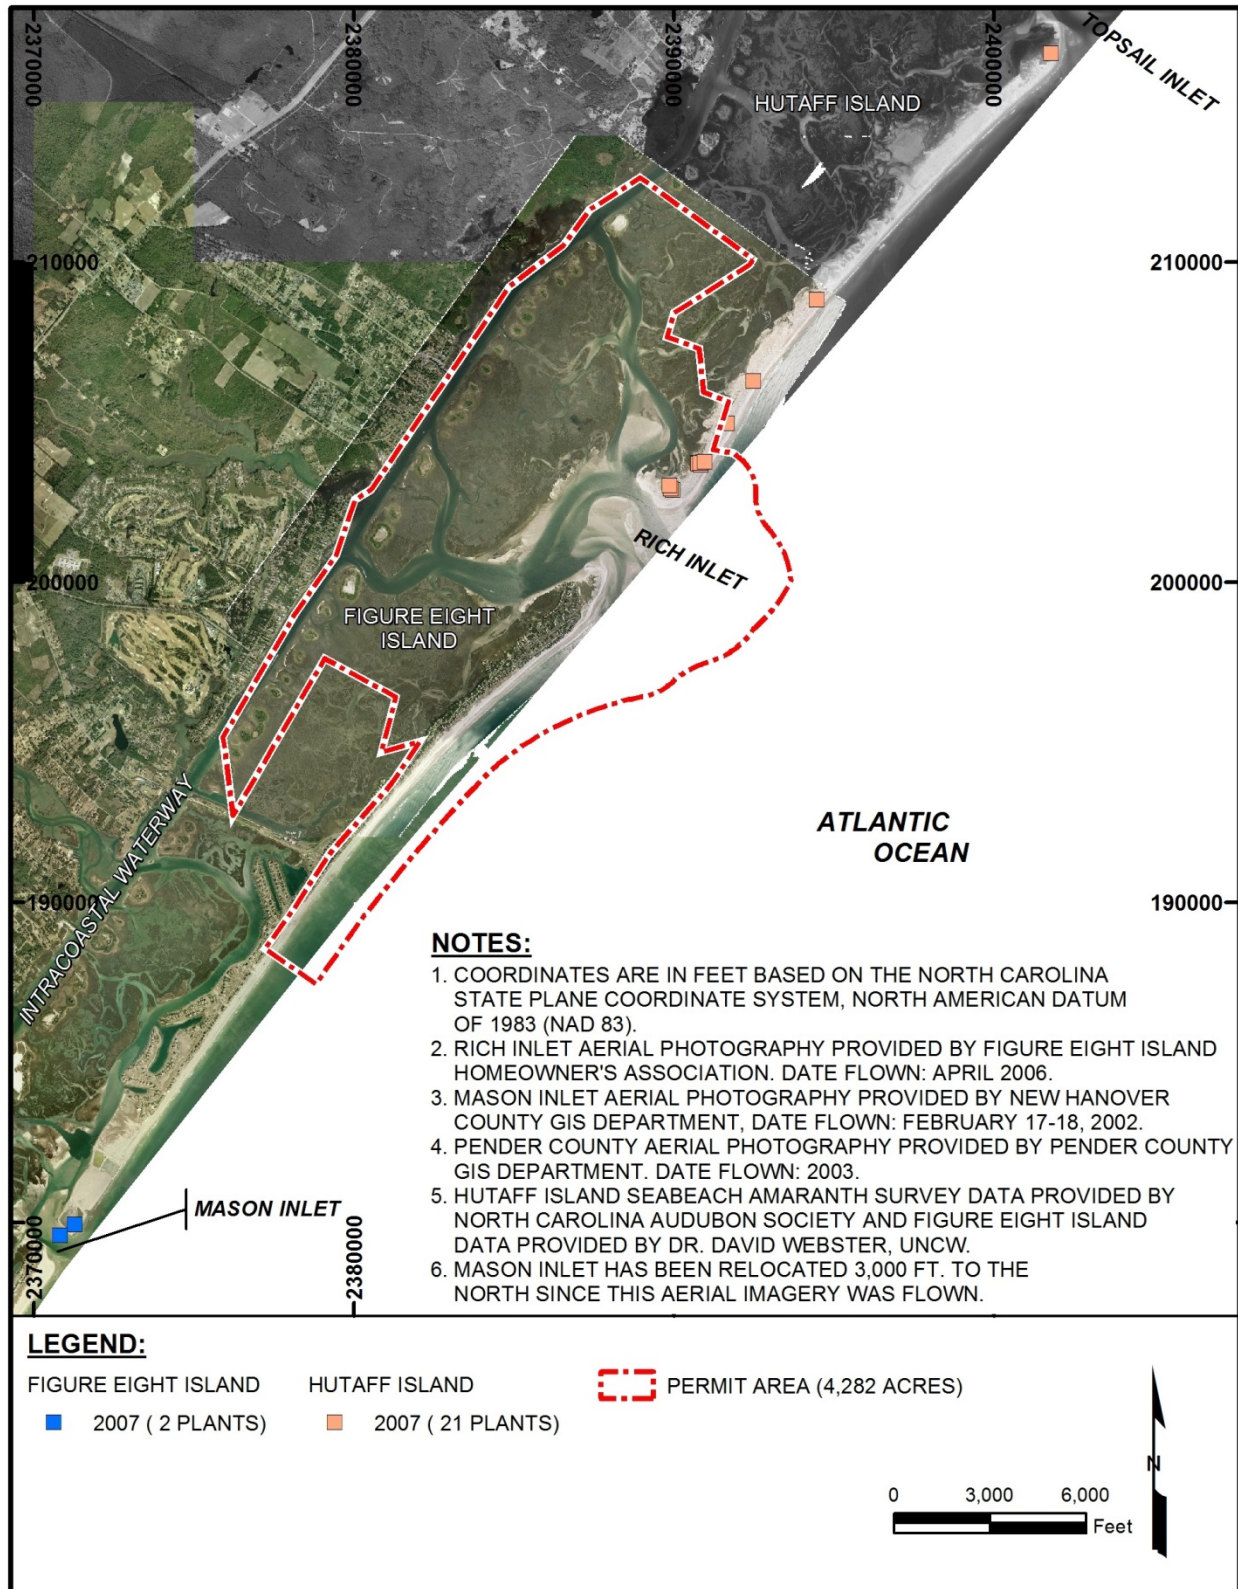 2370000
2380000
2390000
2400000
TOPSAIL INLET
HUTAFF ISLAND
210000
210000
RICH INLET
200000
200000
FIGURE EIGHT
ISLAND
INTRACOASTAL WATERWAY
ATLANTIC
OCEAN
190000
190000
NOTES:
1. COORDINATES ARE IN FEET BASED ON THE NORTH CAROLINA
STATE PLANE COORDINATE SYSTEM, NORTH AMERICAN DATUM
OF 1983 (NAD 83).
2. RICH INLET AERIAL PHOTOGRAPHY PROVIDED BY FIGURE EIGHT ISLAND
HOMEOWNER'S ASSOCIATION. DATE FLOWN: APRIL 2006.
3. MASON INLET AERIAL PHOTOGRAPHY PROVIDED BY NEW HANOVER
COUNTY GIS DEPARTMENT, DATE FLOWN: FEBRUARY 17-18, 2002.
4. PENDER COUNTY AERIAL PHOTOGRAPHY PROVIDED BY PENDER COUNTY
GIS DEPARTMENT. DATE FLOWN: 2003.
5. HUTAFF ISLAND SEABEACH AMARANTH SURVEY DATA PROVIDED BY
NORTH CAROLINA AUDUBON SOCIETY AND FIGURE EIGHT ISLAND
DATA PROVIDED BY DR. DAVID WEBSTER, UNCW.
6. MASON INLET HAS BEEN RELOCATED 3,000 FT. TO THE
NORTH SINCE THIS AERIAL IMAGERY WAS FLOWN.
MASON INLET
2370000
2380000
LEGEND:
FIGURE EIGHT ISLAND
2007 ( 2 PLANTS)
HUTAFF ISLAND
2007 ( 21 PLANTS)
PERMIT AREA (4,282 ACRES)
N
0 3,000 6,000
Feet